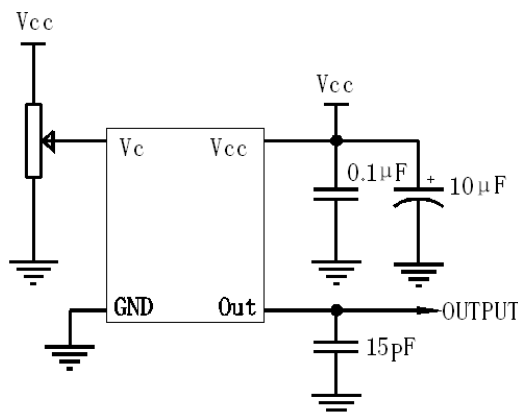 Vcc
Vcc
Vc
Vcc
0.1μF
+
10μF
GND
Out
OUTPUT
15pF